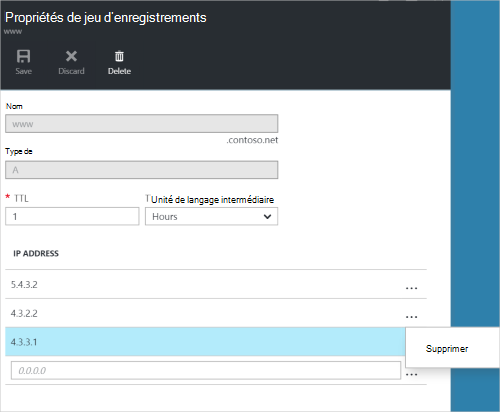 Propriétés de jeu d'enregistrements
www
Save Discard Delete
Nom
www
.contoso.net
Type de
A
* TTL TUnité de langage intermédiaire
1 Hours
IP ADDRESS
5.4.3.2 ...
4.3.2.2 ...
4.3.3.1
Supprimer
0.0.0.0 ...